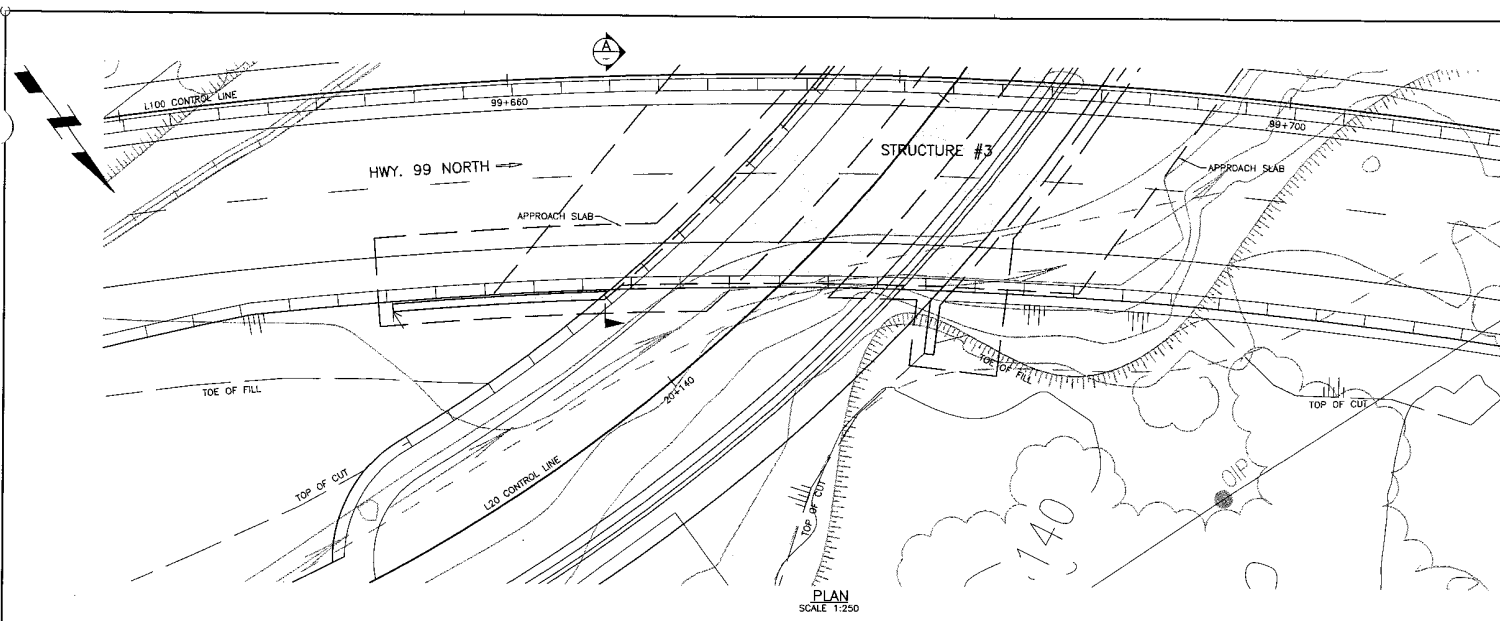 A
L100 CONTROL LINE
99+660
99+700
HWY. 99 NORTH
STRUCTURE #3
APPROACH SLAB
APPROACH SLAB
TOE OF FILL
TOE OF FILL
20+140
TOP OF CUT
TOP OF CUT
L20 CONTROL LINE
TOP OF CUT
OIP
140
PLAN
SCALE 1:250